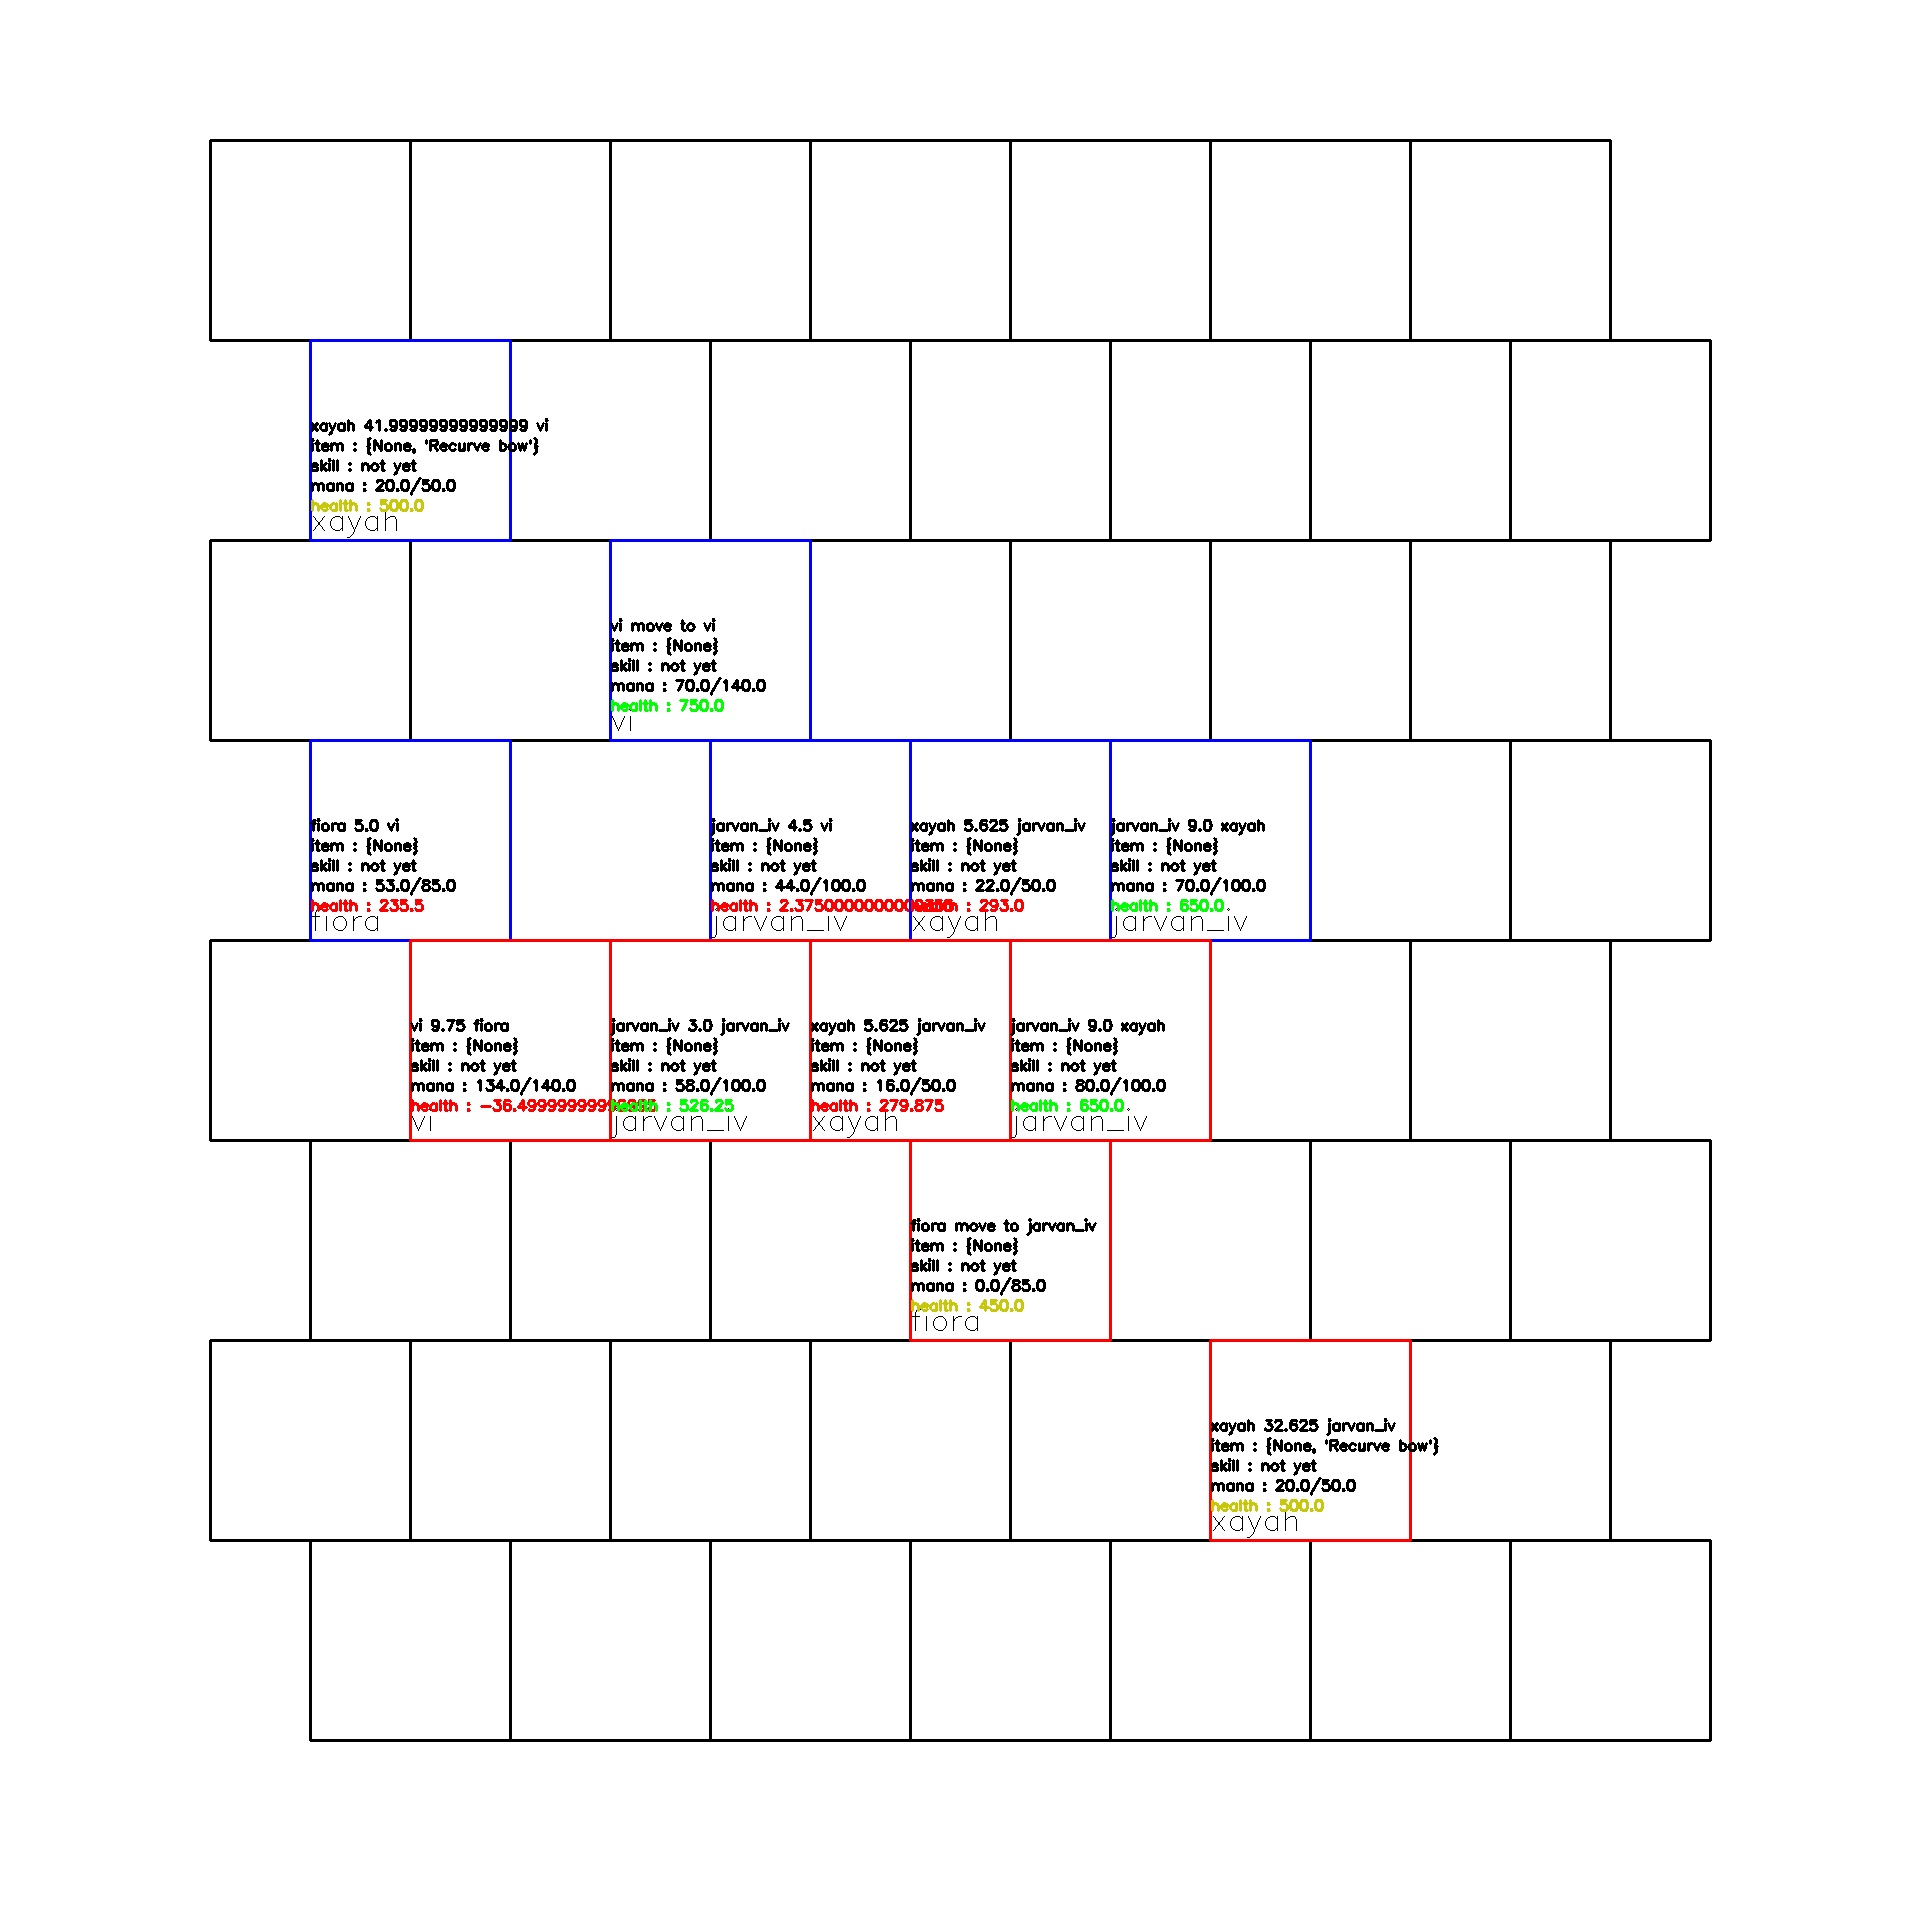 xayah 41.99999999999999 vi
item : {None, 'Recurve bow'}
skill : not yet
mana : 20.0/50.0
health : 500.0
xayah
vi move to vi
item : {None}
skill : not yet
mana : 70.0/140.0
health : 750.0
vi
fiora 5.0 vi
item : {None}
skill : not yet
mana : 53.0/85.0
health : 235.5
fiora
jarvan_iv 4.5 vi
item : {None}
skill : not yet
mana : 44.0/100.0
health :
jarvan_iv
xayah 5.625 jarvan_iv
item : {None}
skill : not yet
mana : 22.0/50.0
health : 293.0
xayah
jarvan_iv 9.0 xayah
item : {None}
skill : not yet
mana : 70.0/100.0
health : 650.0
jarvan_iv
vi 9.75 fiora
item : {None}
skill : not yet
mana : 134.0/140.0
health :
vi
jarvan_iv 3.0 jarvan_iv
item : {None}
skill : not yet
mana : 58.0/100.0
health : 526.25
jarvan_iv
xayah 5.625 jarvan_iv
item : {None}
skill : not yet
mana : 16.0/50.0
health : 279.875
xayah
jarvan_iv 9.0 xayah
item : {None}
skill : not yet
mana : 80.0/100.0
health : 650.0
jarvan_iv
fiora move to jarvan_iv
item : {None}
skill : not yet
mana : 0.0/85.0
health : 450.0
fiora
xayah 32.625 jarvan_iv
item : {None, 'Recurve bow'}
skill : not yet
mana : 20.0/50.0
health : 500.0
xayah